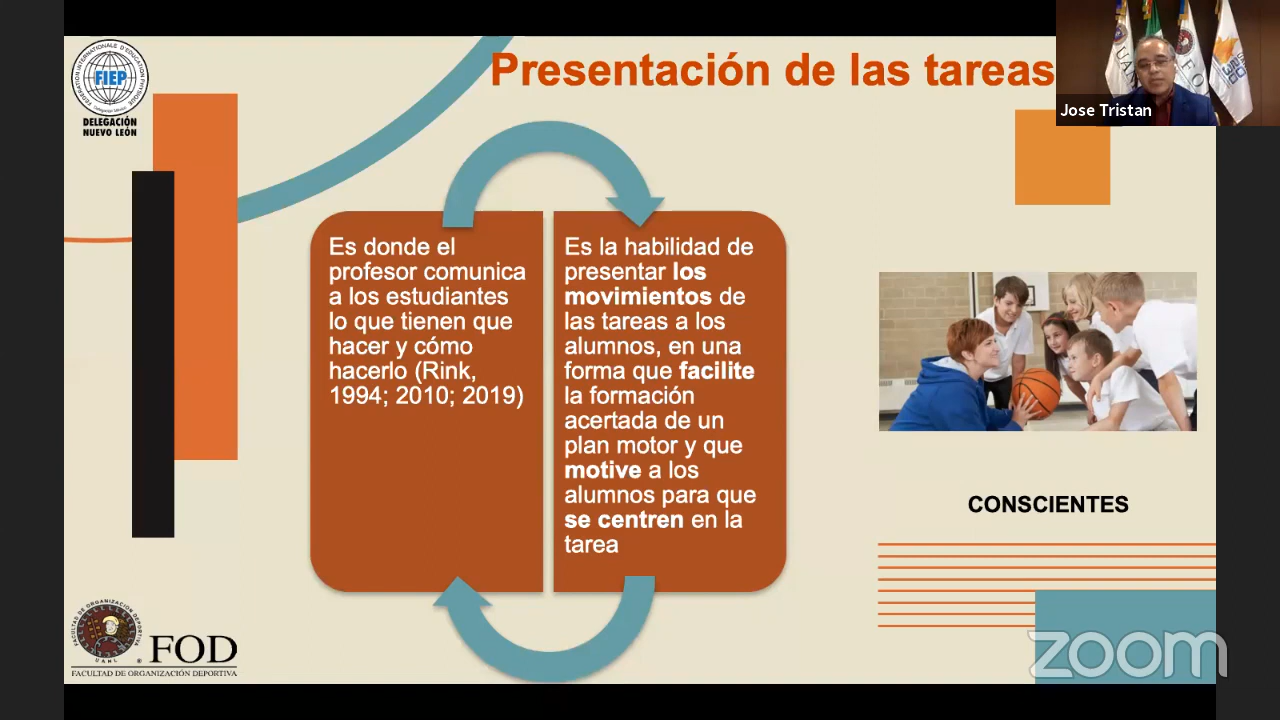 Presentación de las tareas
Jose Tristan
FIEP
DELEGACIÓN
NUEVO LEÓN
Es donde el
profesor comunica
a los estudiantes
lo que tienen que
hacer y cómo
hacerlo (Rink,
1994; 2010; 2019)
Es la habilidad de
presentar los
movimientos de
las tareas a los
alumnos, en una
forma que facilite
la formación
acertada de un
plan motor y que
motive a los
alumnos para que
se centren en la
tarea
CONSCIENTES
FOD
FACULTAD DE ORGANIZACIÓN DEPORTIVA
zoom